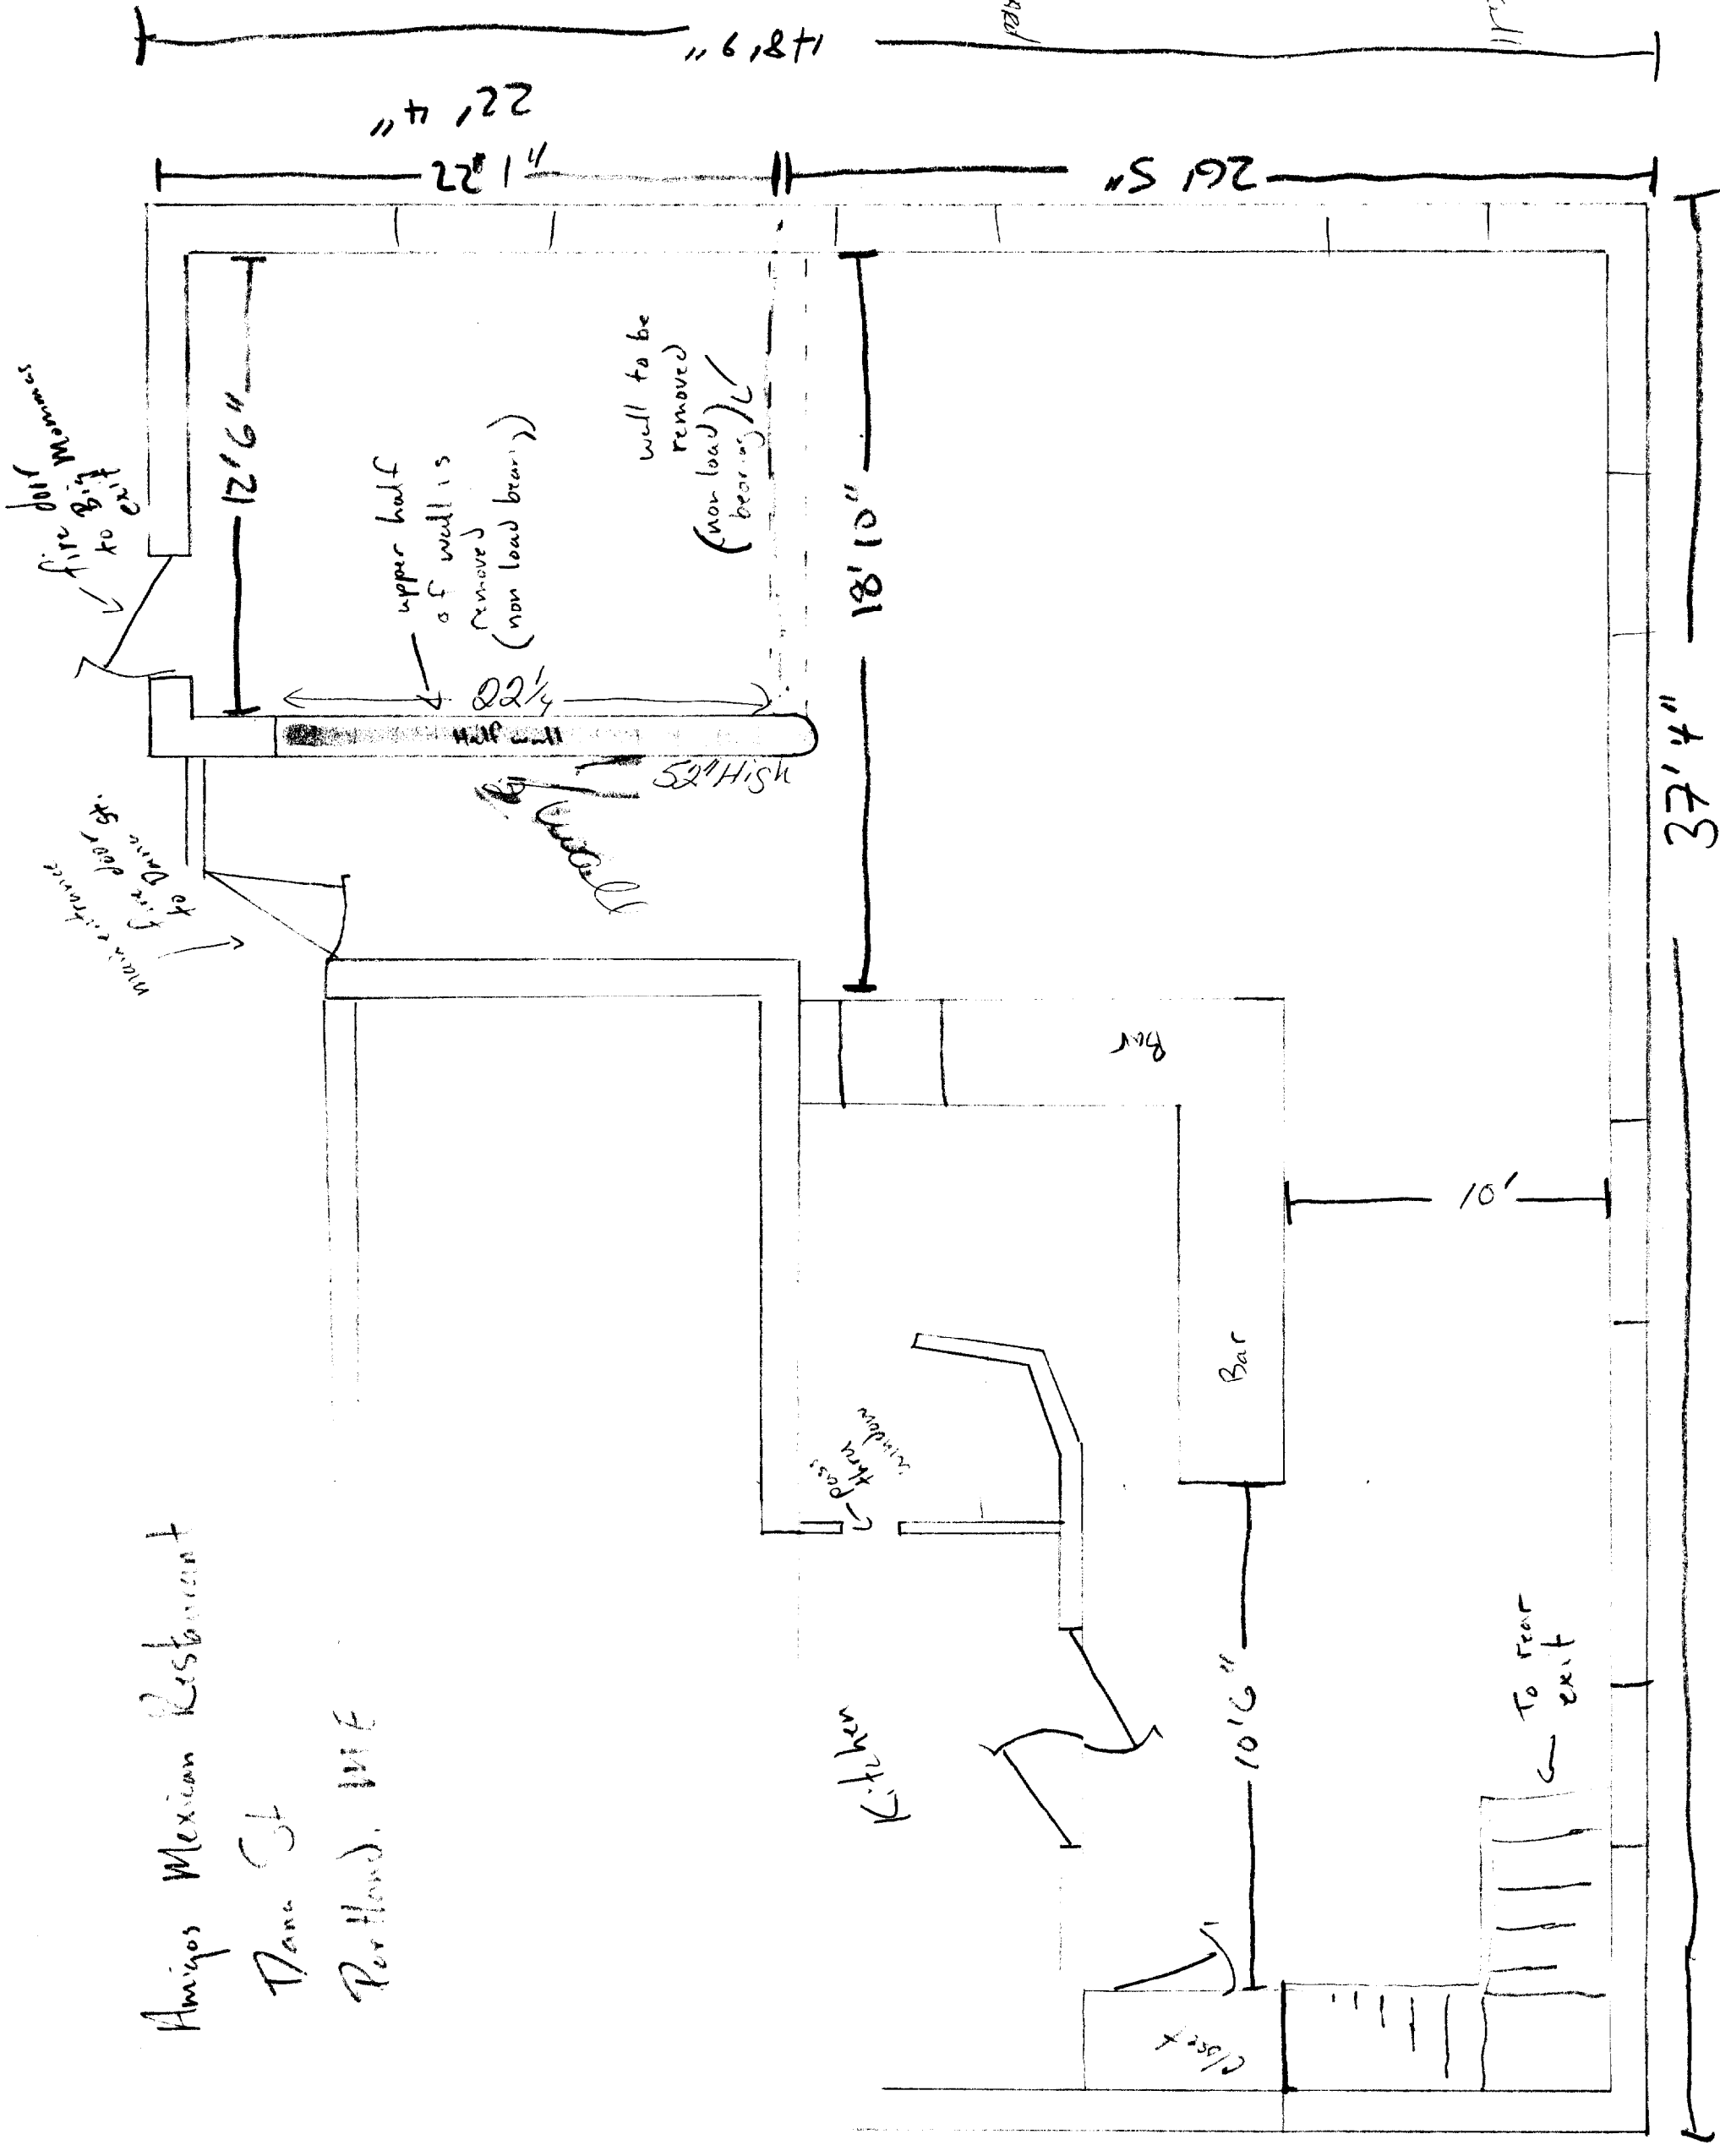 Amigos Mexican Restaurant
Dana St
Portland, ME
fire door
to Big Mommas
exit
main entrance
fire door
to Dana St.
12' 6"
upper half
of wall is
removed
(non load bearing)
wall to be
removed
(non load
bearing)
22 1/4
Half wall
52" High
18' 10"
22' 1"
22' 4"
26' 5"
48' 9"
37' 4"
Bar
Bar
10'
pass
thru
window
Kitchen
10' 6"
To rear
exit
closet